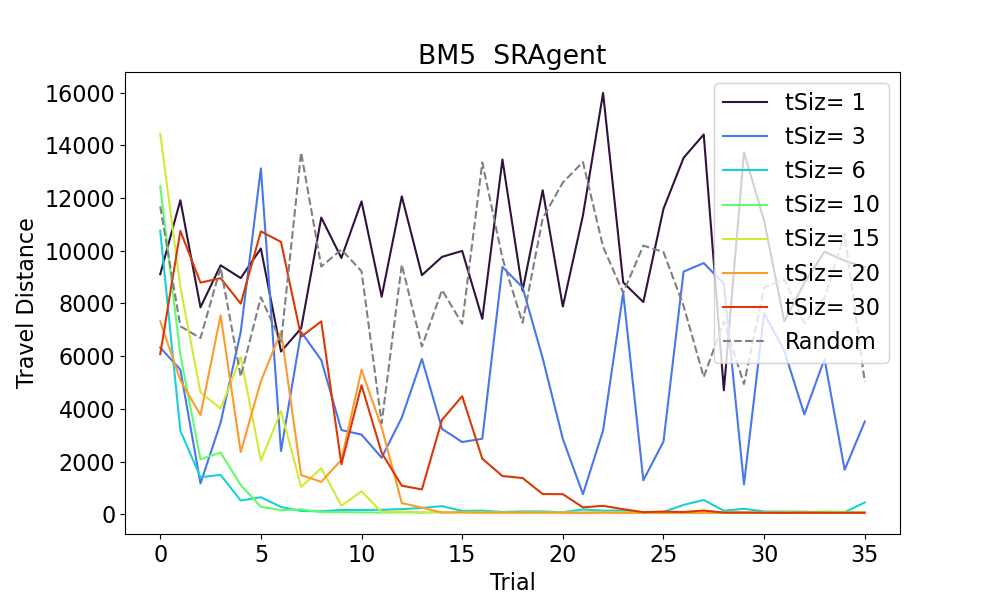 BM5  SRAgent
Travel Distance
16000
14000
12000
10000
8000
6000
4000
2000
0
tSiz= 1
tSiz= 3
tSiz= 6
tSiz= 10
tSiz= 15
tSiz= 20
tSiz= 30
Random
0 5 10 15 20 25 30 35
Trial